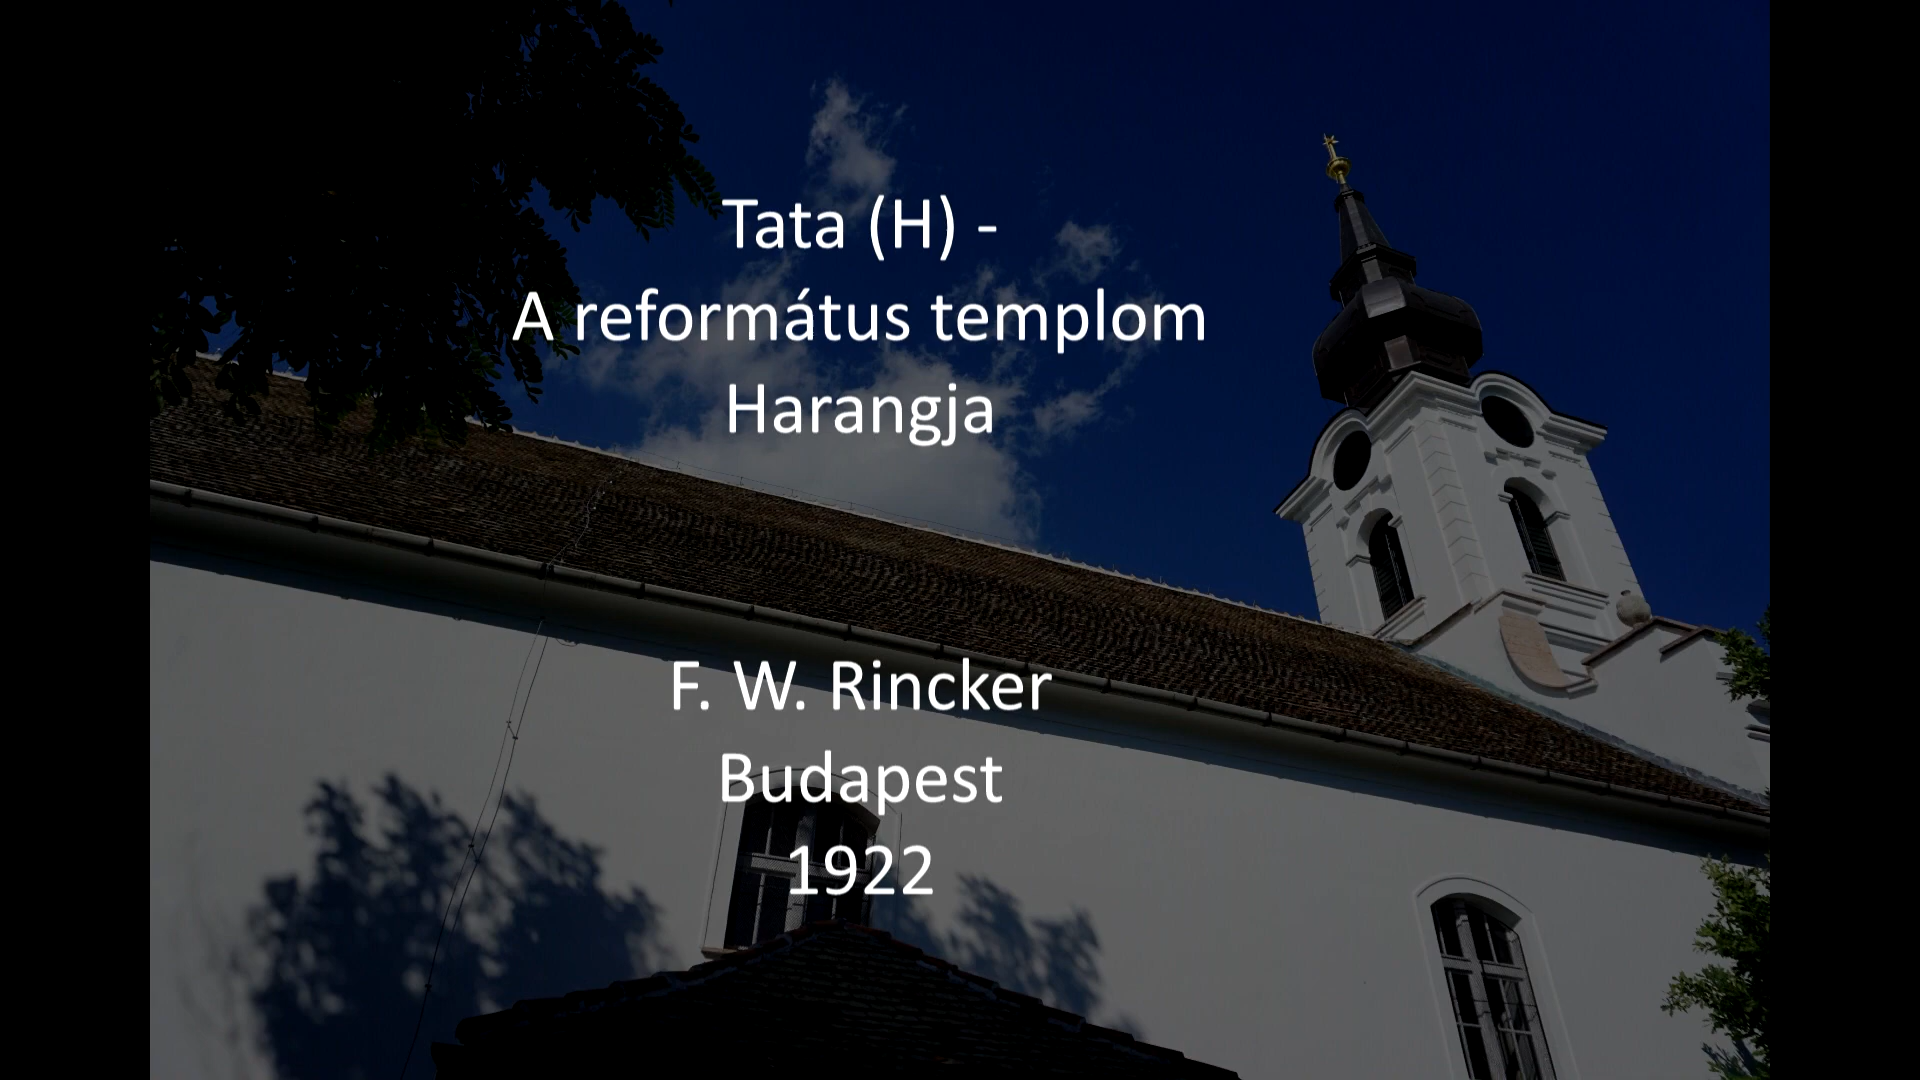 Tata (H) -
A református templom
Harangja
F. W. Rincker
Budapest
1922